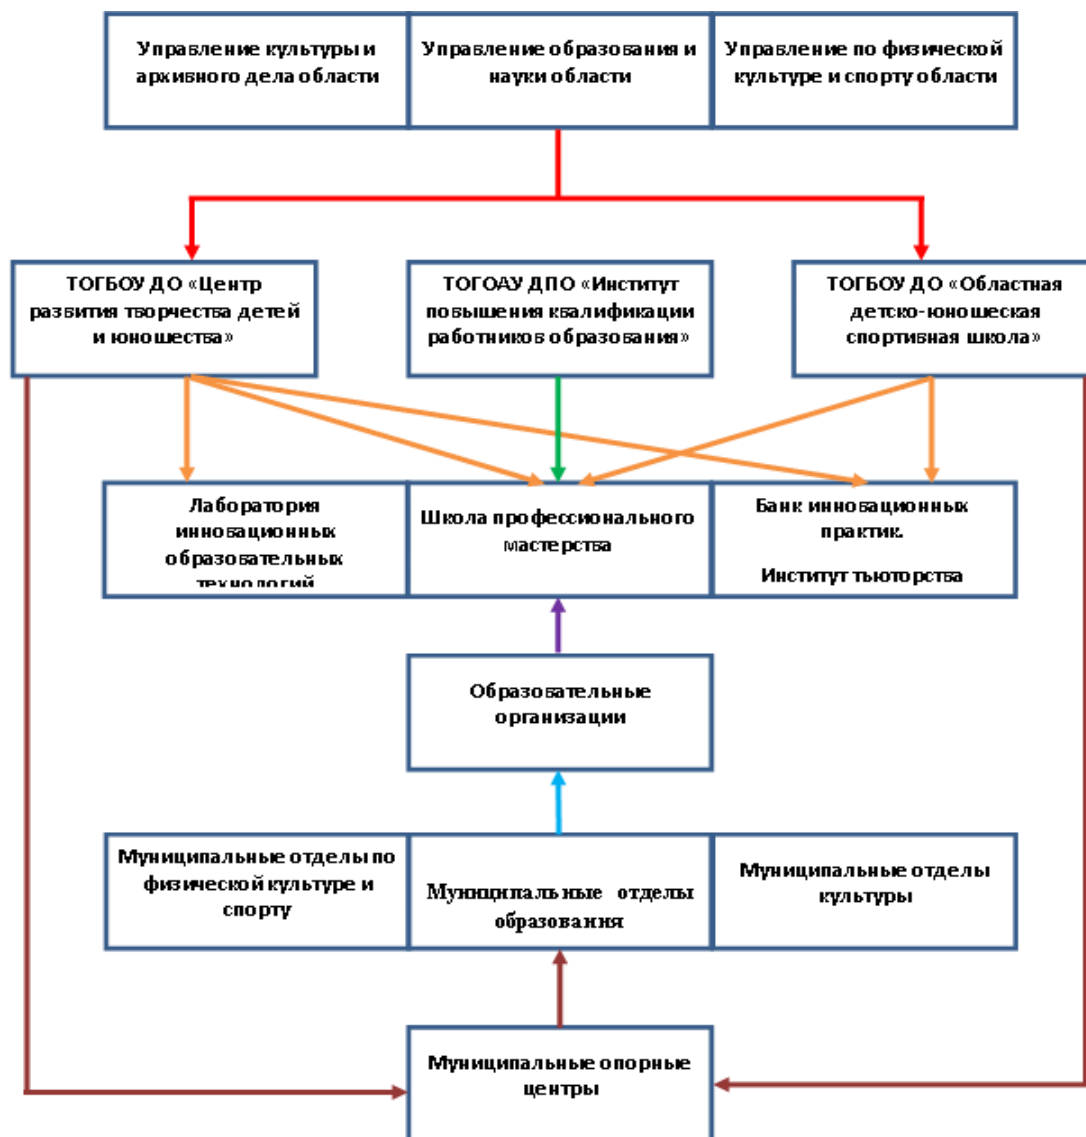 Управление культуры и
архивного дела области
Управление образования и
науки области
Управление по физической
культуре и спорту области
ТОГБОУ ДО «Центр
развития творчества детей
и юношества»
ТОГОАУ ДПО «Институт
повышения квалификации
работников образования»
ТОГБОУ ДО «Областная
детско-юношеская
спортивная школа»
Лаборатория
инновационных
образовательных
технологий
Школа профессионального
мастерства
Банк инновационных
практик.
Институт тьюторства
Образовательные
организации
Муниципальные отделы по
физической культуре и
спорту
Муниципальные отделы
образования
Муниципальные отделы
культуры
Муниципальные опорные
центры